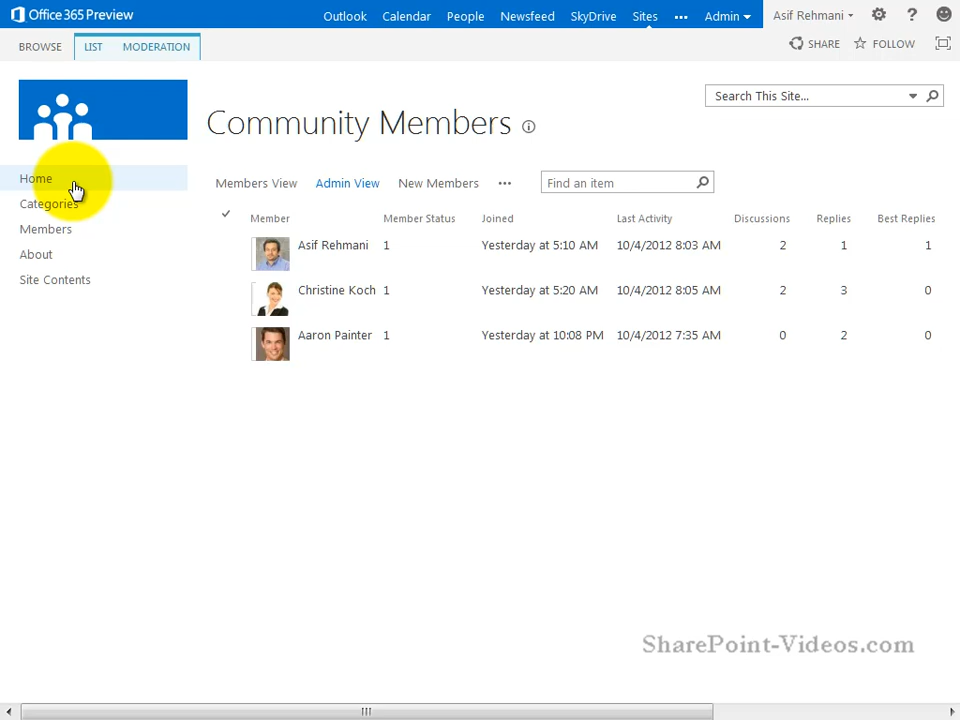 Office 365 Preview Outlook Calendar People Newsfeed SkyDrive Sites ••• Admin Asif Rehmani ?
BROWSE LIST MODERATION SHARE FOLLOW
Search This Site...
Community Members
Home
Categories
Members
About
Site Contents
Members View Admin View New Members ••• Find an item
Member Member Status Joined Last Activity Discussions Replies Best Replies
Asif Rehmani 1 Yesterday at 5:10 AM 10/4/2012 8:03 AM 2 1 1
Christine Koch 1 Yesterday at 5:20 AM 10/4/2012 8:05 AM 2 3 0
Aaron Painter 1 Yesterday at 10:08 PM 10/4/2012 7:35 AM 0 2 0
SharePoint-Videos.com